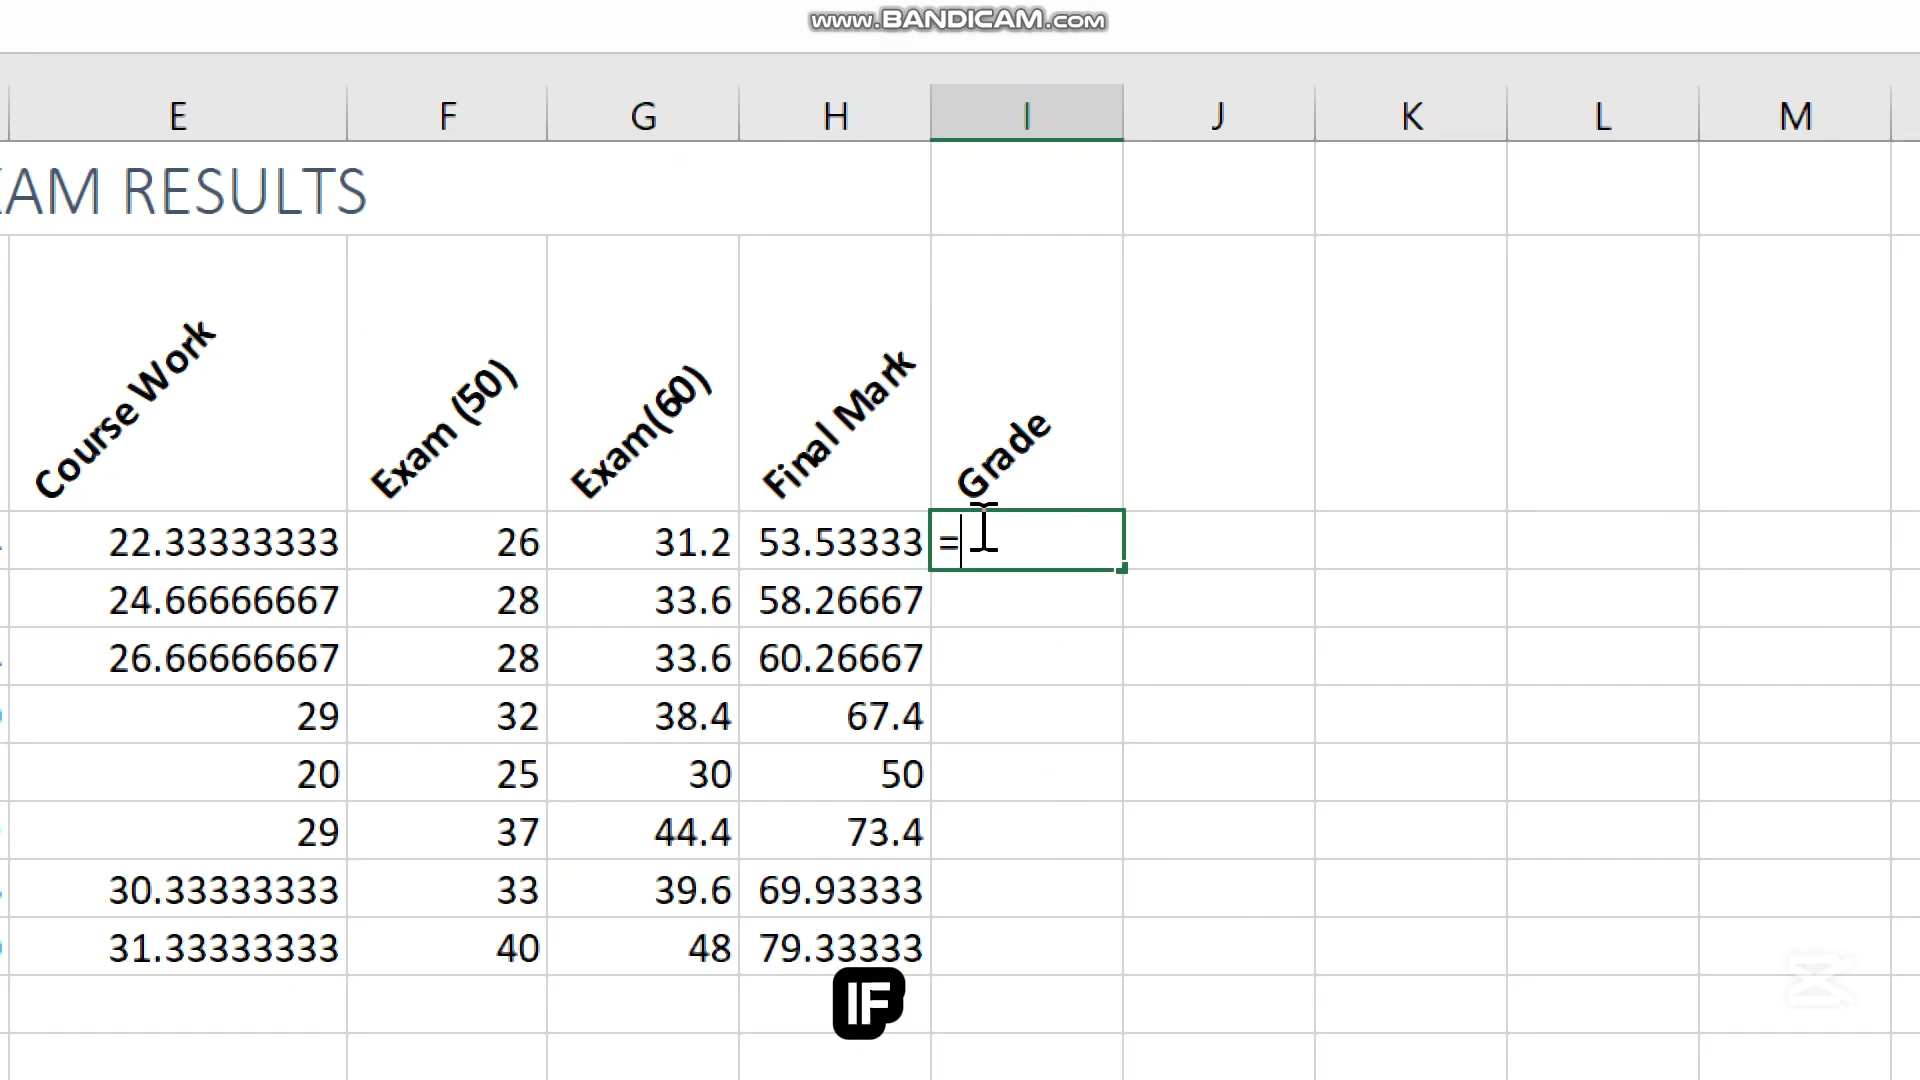 www.BANDICAM.com
E F G H I J K L M
XAM RESULTS
Course Work Exam (50) Exam(60) Final Mark Grade
22.33333333 26 31.2 53.53333 =
24.66666667 28 33.6 58.26667
26.66666667 28 33.6 60.26667
29 32 38.4 67.4
20 25 30 50
29 37 44.4 73.4
30.33333333 33 39.6 69.93333
31.33333333 40 48 79.33333
IF